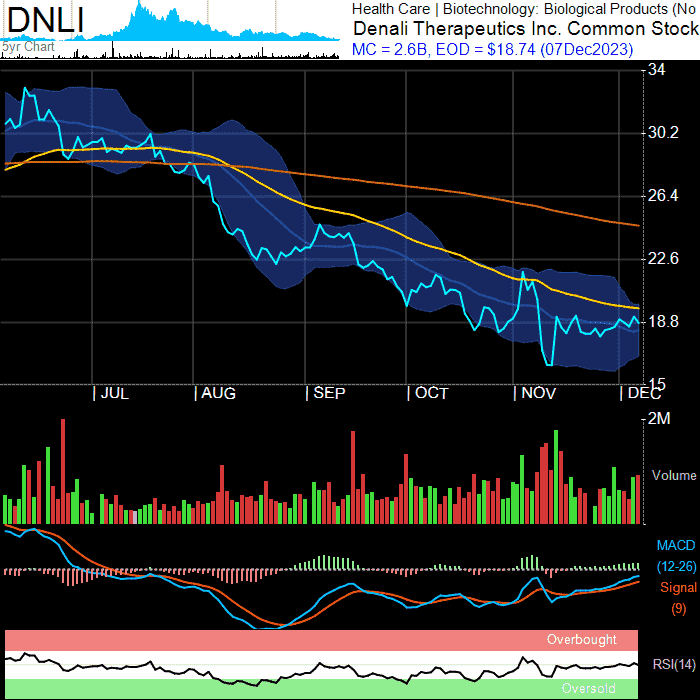 DNLI
5yr Chart
Health Care | Biotechnology: Biological Products (No
Denali Therapeutics Inc. Common Stock
MC = 2.6B, EOD = $18.74 (07Dec2023)
34
30.2
26.4
22.6
18.8
15
| JUL | AUG | SEP | OCT | NOV | DEC
2M
Volume
MACD
(12-26)
Signal
(9)
Overbought
RSI(14)
Oversold